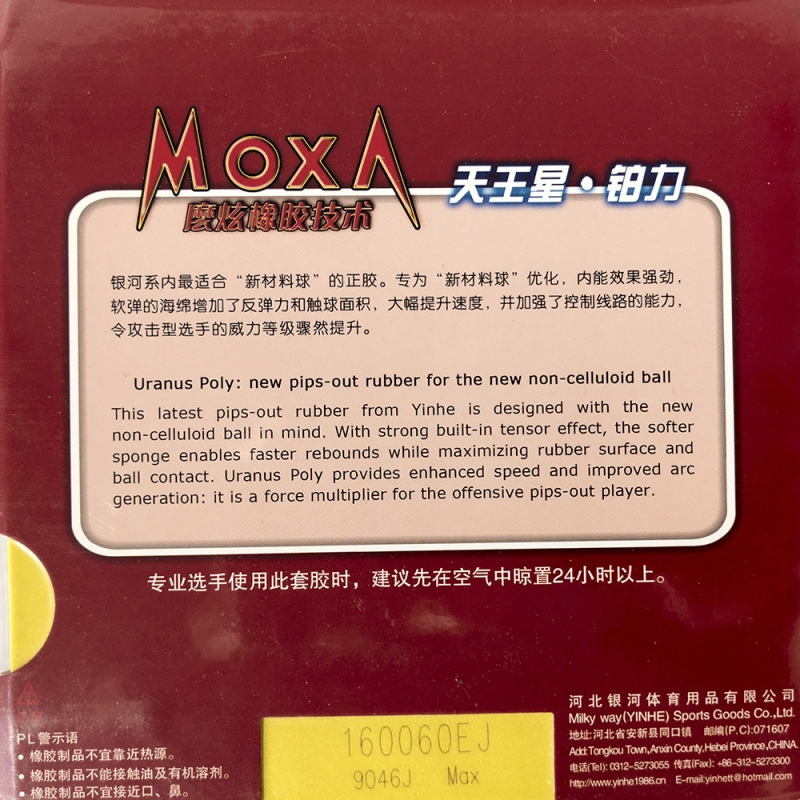 MOXA
麿炫橡胶技术
天王星·铂力
银河系内最适合“新材料球”的正胶。专为“新材料球”优化，内能效果强劲，
软弹的海绵增加了反弹力和触球面积，大幅提升速度，并加强了控制线路的能力，
令攻击型选手的威力等级骤然提升。
Uranus Poly: new pips-out rubber for the new non-celluloid ball
This latest pips-out rubber from Yinhe is designed with the new
non-celluloid ball in mind. With strong built-in tensor effect, the softer
sponge enables faster rebounds while maximizing rubber surface and
ball contact. Uranus Poly provides enhanced speed and improved arc
generation: it is a force multiplier for the offensive pips-out player.
专业选手使用此套胶时，建议先在空气中晾置24小时以上。
PL警示语
• 橡胶制品不宜靠近热源。
• 橡胶制品不能接触油及有机溶剂。
• 橡胶制品不宜接近口、鼻。
160060EJ
9046J Max
河北银河体育用品有限公司
Milky way(YINHE) Sports Goods Co.,Ltd.
地址:河北省安新县同口镇 邮编(P.C):071607
Add:Tongkou Town,Anxin County,Hebei Province,CHINA.
电话(Tel): 0312-5273055 传真(Fax): +86-312-5273300
http://www.yinhe1986.cn E-mail:yinhett@hotmail.com